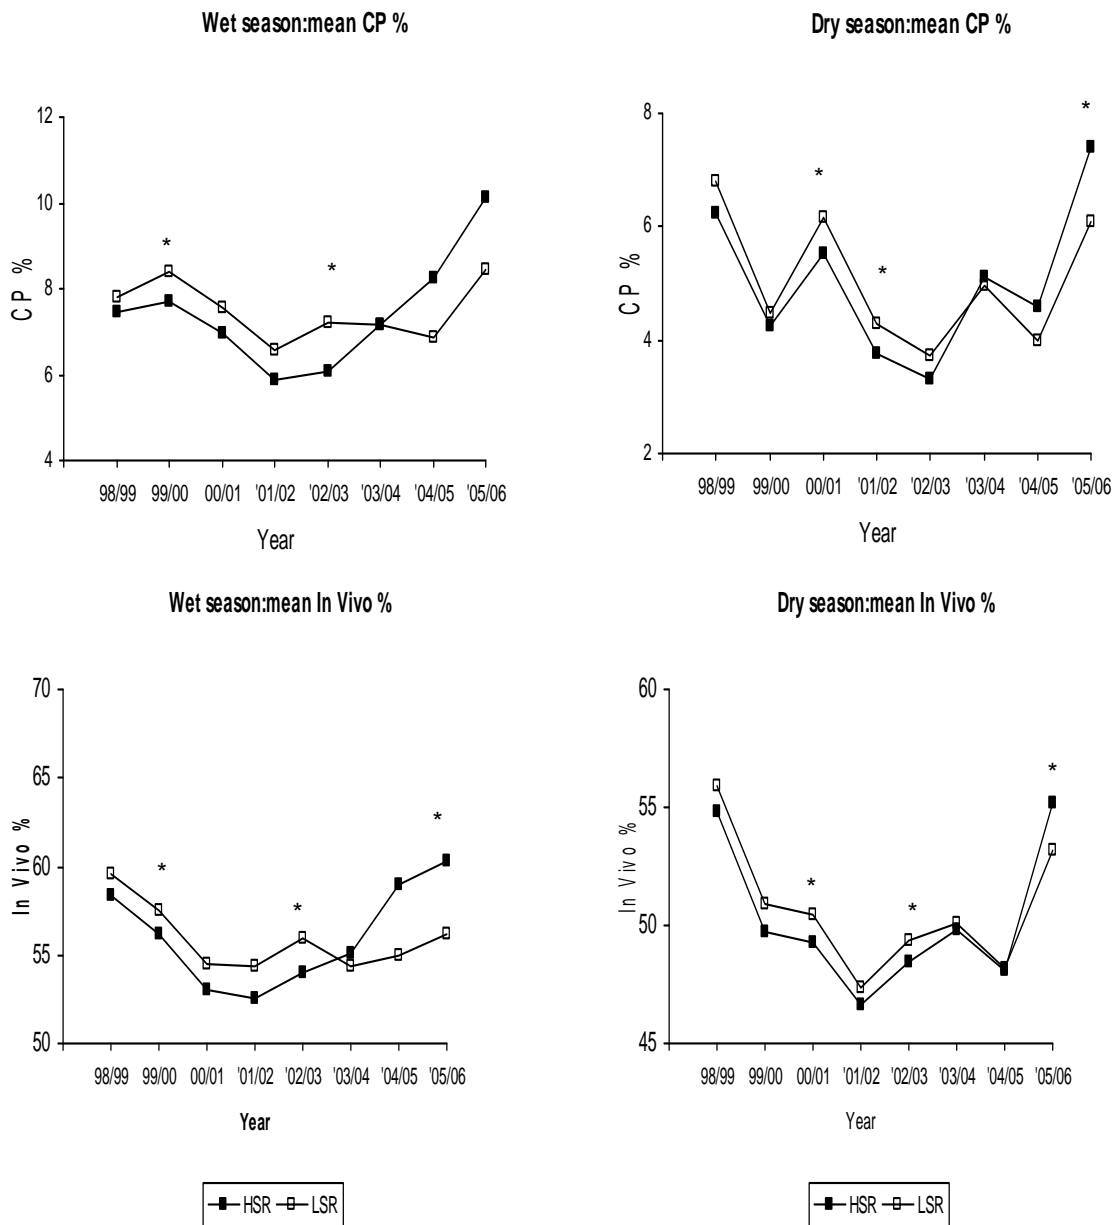 Wet season:mean CP %
12
10
8
6
4
CP %
*
*
98/99 99/00 00/01 '01/02 '02/03 '03/04 '04/05 '05/06
Year
Dry season:mean CP %
8
6
4
2
CP %
*
*
*
98/99 99/00 00/01 '01/02 '02/03 '03/04 '04/05 '05/06
Year
Wet season:mean In Vivo %
70
65
60
55
50
In Vivo %
*
*
*
98/99 99/00 00/01 '01/02 '02/03 '03/04 '04/05 '05/06
Year
HSR LSR
Dry season:mean In Vivo %
60
55
50
45
In Vivo %
*
*
*
98/99 99/00 00/01 '01/02 '02/03 '03/04 '04/05 '05/06
Year
HSR LSR